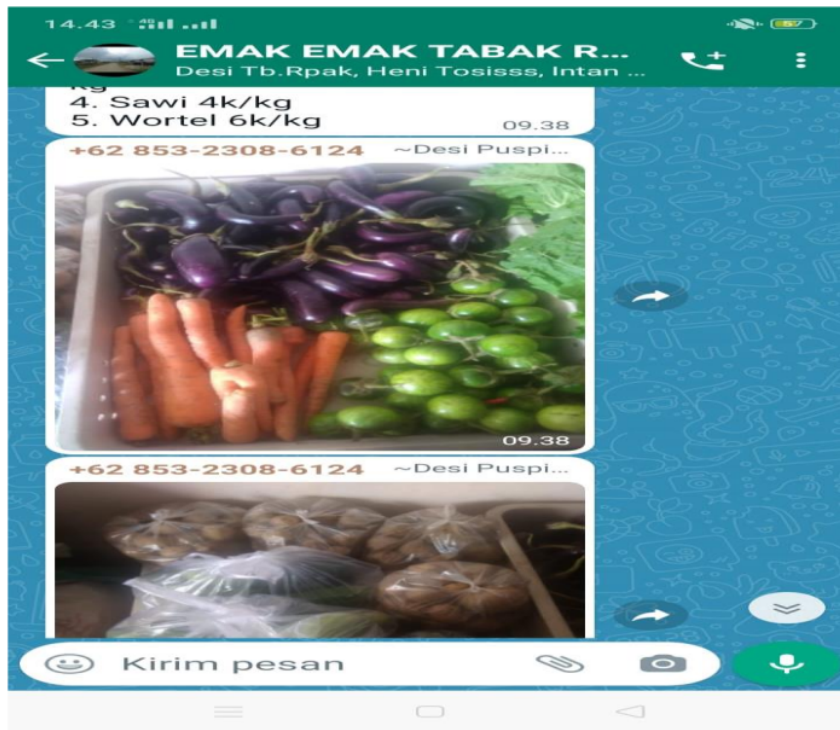 14.43
EMAK EMAK TABAK R...
Desi Tb.Rpak, Heni Tosisss, Intan ...
4. Sawi 4k/kg
5. Wortel 6k/kg
09.38
+62 853-2308-6124 ~Desi Puspi...
09.38
+62 853-2308-6124 ~Desi Puspi...
Kirim pesan